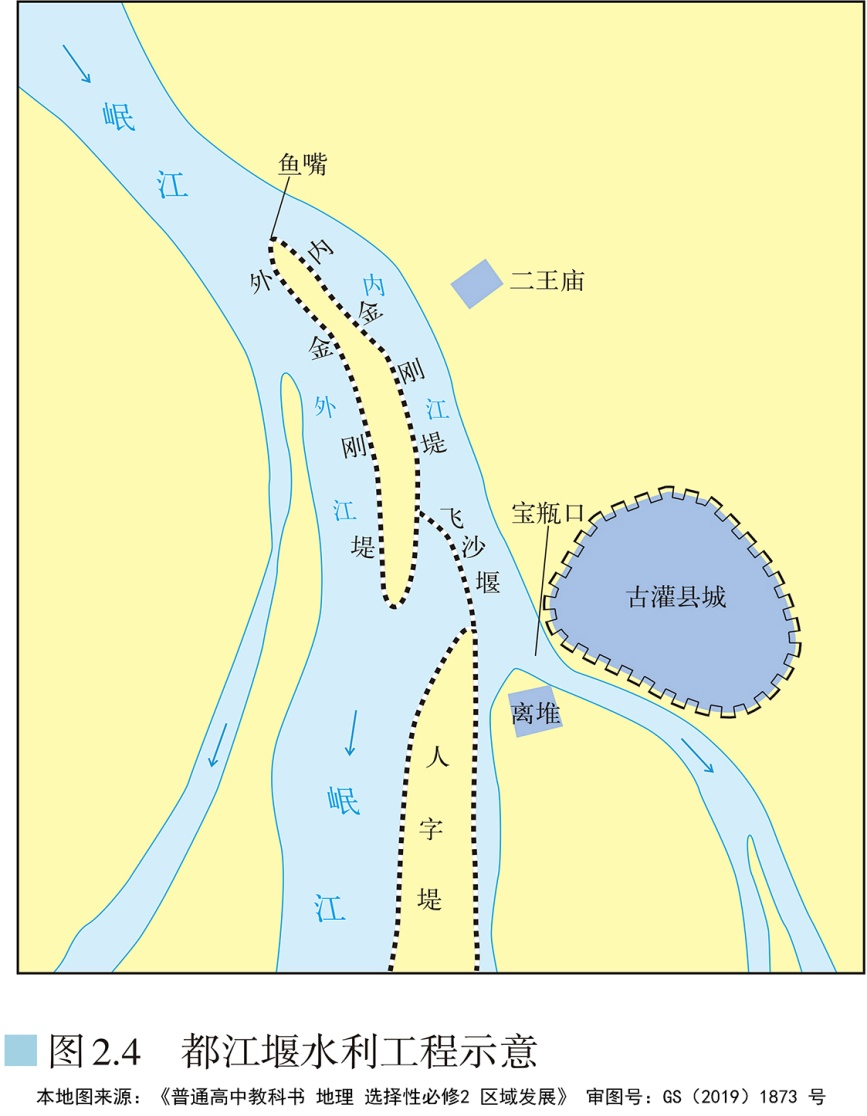 岷江
鱼嘴
内金刚堤
外金刚堤
内江
外江
二王庙
飞沙堰
宝瓶口
古灌县城
离堆
人字堤
岷江
图2.4 都江堰水利工程示意
本地图来源：《普通高中教科书 地理 选择性必修2 区域发展》 审图号：GS（2019）1873 号